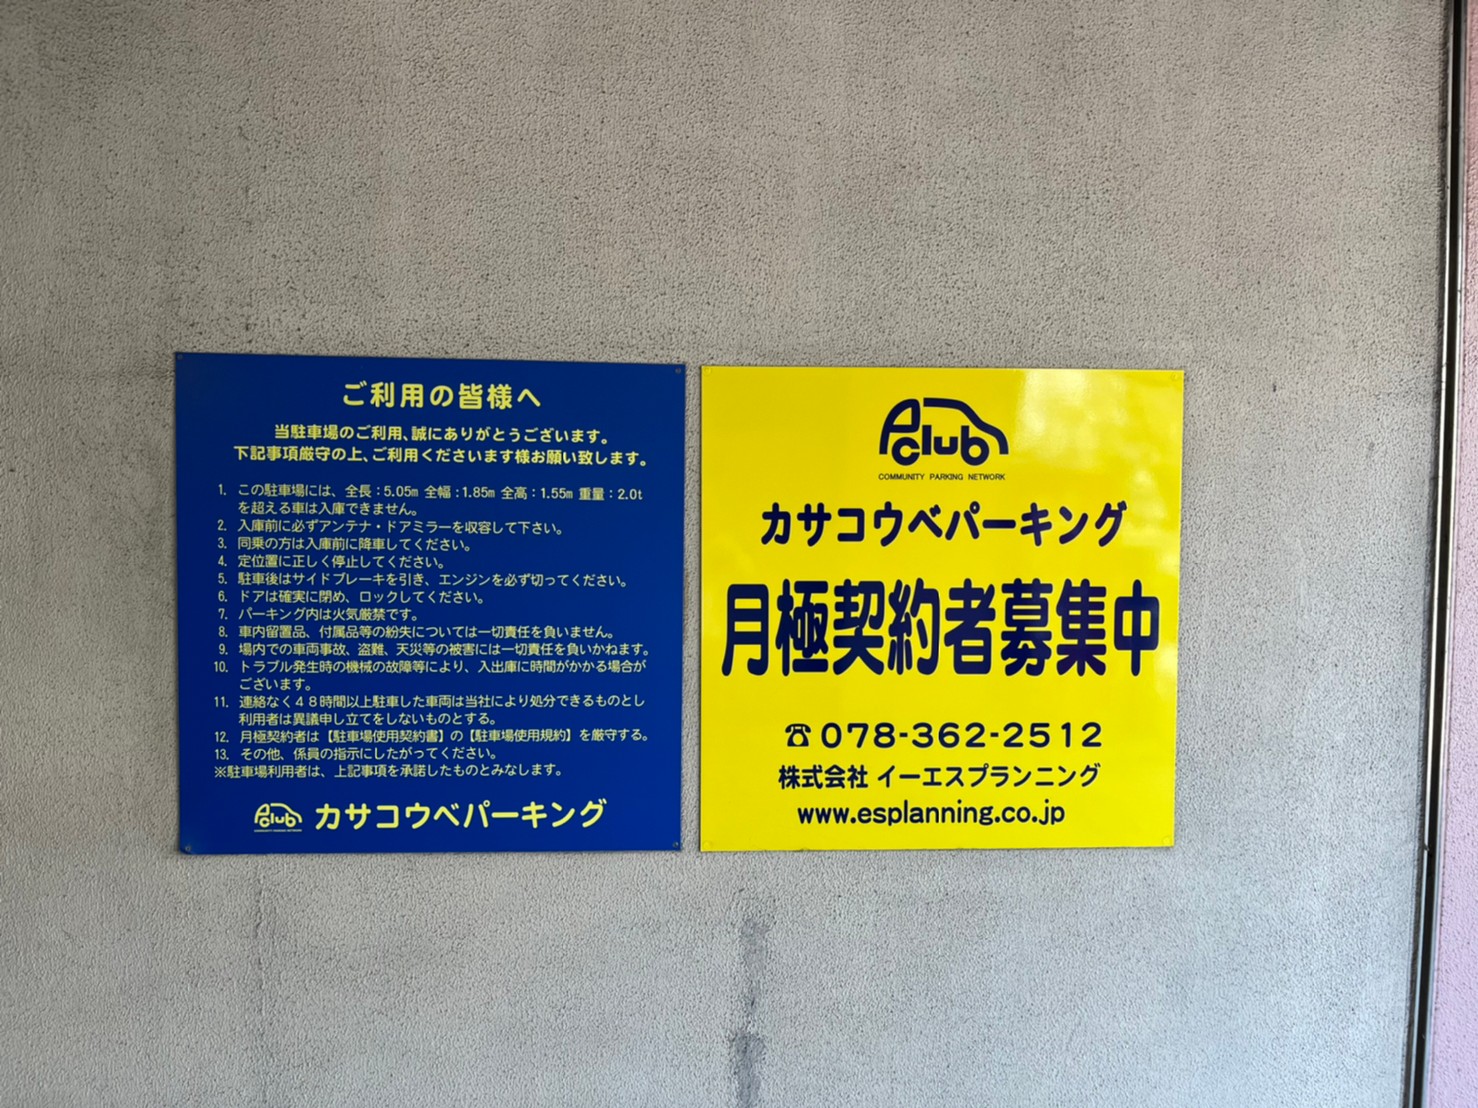 ご利用の皆様へ
当駐車場のご利用、誠にありがとうございます。
下記事項厳守の上、ご利用くださいます様お願い致します。
1. この駐車場には、全長：5.05m 全幅：1.85m 全高：1.55m 重量：2.0t
を超える車は入庫できません。
2. 入庫前に必ずアンテナ・ドアミラーを収容して下さい。
3. 同乗の方は入庫前に降車してください。
4. 定位置に正しく停止してください。
5. 駐車後はサイドブレーキを引き、エンジンを必ず切ってください。
6. ドアは確実に閉め、ロックしてください。
7. パーキング内は火気厳禁です。
8. 車内留置品、付属品等の紛失については一切責任を負いません。
9. 場内での車両事故、盗難、天災等の被害には一切責任を負いかねます。
10. トラブル発生時の機械の故障等により、入出庫に時間がかかる場合が
ございます。
11. 連絡なく４８時間以上駐車した車両は当社により処分できるものとし
利用者は異議申し立てをしないものとする。
12. 月極契約者は【駐車場使用契約書】の【駐車場使用規約】を厳守する。
13. その他、係員の指示にしたがってください。
※駐車場利用者は、上記事項を承諾したものとみなします。
Pclub
COMMUNITY PARKING NETWORK
カサコウベパーキング
Pclub
COMMUNITY PARKING NETWORK
カサコウベパーキング
月極契約者募集中
☎078-362-2512
株式会社 イーエスプランニング
www.esplanning.co.jp